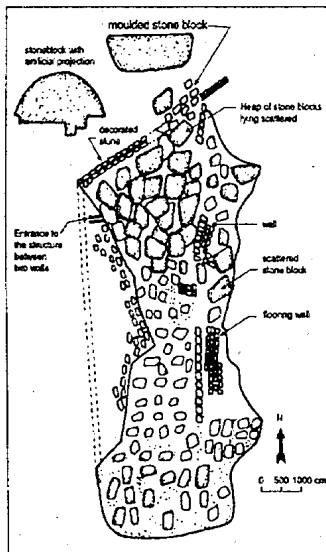 moulded stone block
stoneblock with
artificial projection
Heap of stone blocks
lying scattered
decorated
stone
wall
Entrance to
the structure
between
two walls
scattered
stone block
flooring wall
N
0 500 1000 cm